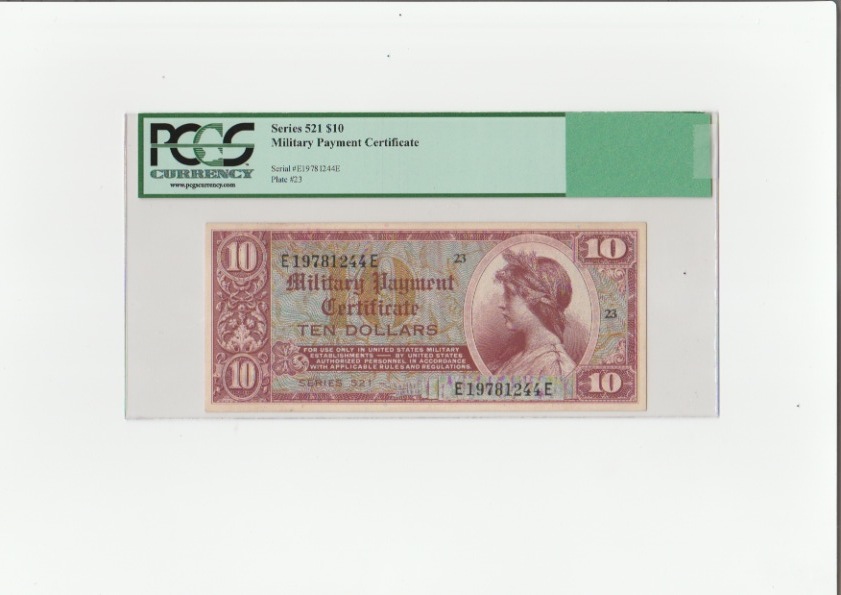 PCGS
CURRENCY
www.pcgscurrency.com
Series 521 $10
Military Payment Certificate
Serial #E19781244E
Plate #23
10
E19781244E
23
10
Military Payment
Certificate
TEN DOLLARS
23
FOR USE ONLY IN UNITED STATES MILITARY
ESTABLISHMENTS — BY UNITED STATES
AUTHORIZED PERSONNEL IN ACCORDANCE
WITH APPLICABLE RULES AND REGULATIONS
10
SERIES 521
E19781244E
10